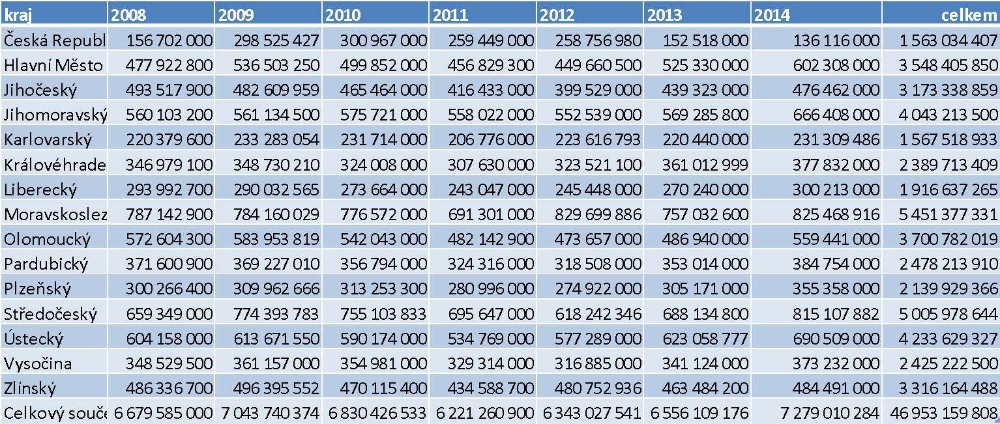 kraj 2008 2009 2010 2011 2012 2013 2014 celkem
Česká Republ 156 702 000 298 525 427 300 967 000 259 449 000 258 756 980 152 518 000 136 116 000 1 563 034 407
Hlavní Město 477 922 800 536 503 250 499 852 000 456 829 300 449 660 500 525 330 000 602 308 000 3 548 405 850
Jihočeský 493 517 900 482 609 959 465 464 000 416 433 000 399 529 000 439 323 000 476 462 000 3 173 338 859
Jihomoravský 560 103 200 561 134 500 575 721 000 558 022 000 552 539 000 569 285 800 666 408 000 4 043 213 500
Karlovarský 220 379 600 233 283 054 231 714 000 206 776 000 223 616 793 220 440 000 231 309 486 1 567 518 933
Královéhrade 346 979 100 348 730 210 324 008 000 307 630 000 323 521 100 361 012 999 377 832 000 2 389 713 409
Liberecký 293 992 700 290 032 565 273 664 000 243 047 000 245 448 000 270 240 000 300 213 000 1 916 637 265
Moravskoslez 787 142 900 784 160 029 776 572 000 691 301 000 829 699 886 757 032 600 825 468 916 5 451 377 331
Olomoucký 572 604 300 583 953 819 542 043 000 482 142 900 473 657 000 486 940 000 559 441 000 3 700 782 019
Pardubický 371 600 900 369 227 010 356 794 000 324 316 000 318 508 000 353 014 000 384 754 000 2 478 213 910
Plzeňský 300 266 400 309 962 666 313 253 300 280 996 000 274 922 000 305 171 000 355 358 000 2 139 929 366
Středočeský 659 349 000 774 393 783 755 103 833 695 647 000 618 242 346 688 134 800 815 107 882 5 005 978 644
Ústecký 604 158 000 613 671 550 590 174 000 534 769 000 577 289 000 623 058 777 690 509 000 4 233 629 327
Vysočina 348 529 500 361 157 000 354 981 000 329 314 000 316 885 000 341 124 000 373 232 000 2 425 222 500
Zlínský 486 336 700 496 395 552 470 115 400 434 588 700 480 752 936 463 484 200 484 491 000 3 316 164 488
Celkový souče 6 679 585 000 7 043 740 374 6 830 426 533 6 221 260 900 6 343 027 541 6 556 109 176 7 279 010 284 46 953 159 808